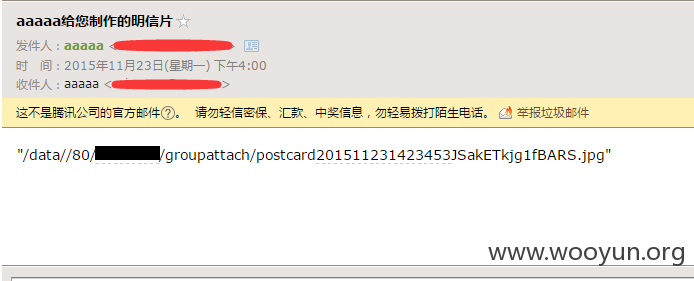 aaaaa给您制作的明信片
发件人：aaaaa < >
时 间：2015年11月23日(星期一) 下午4:00
收件人：aaaaa < >
这不是腾讯公司的官方邮件?。 请勿轻信密保、汇款、中奖信息，勿轻易拨打陌生电话。 举报垃圾邮件
"/data//80/ /groupattach/postcard201511231423453JSakETkjg1fBARS.jpg"
www.wooyun.org